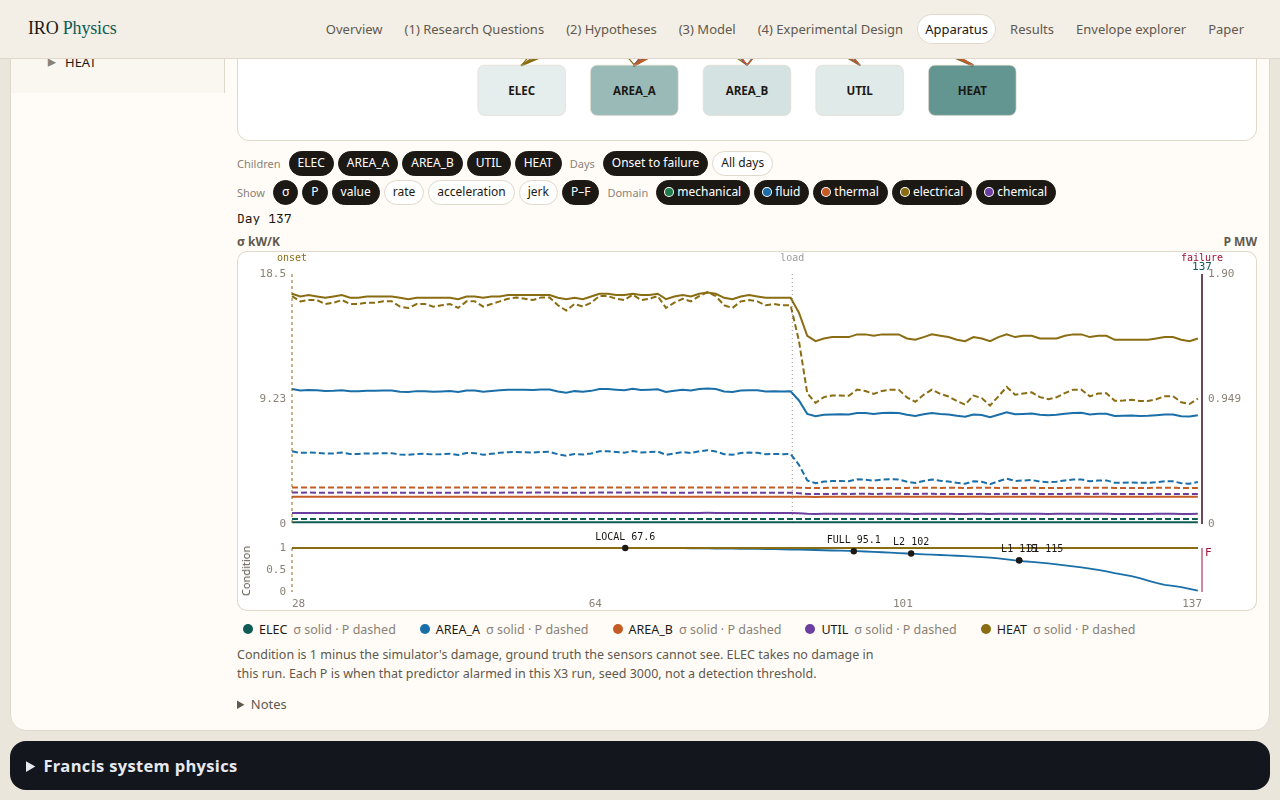 IRO Physics
Overview
(1) Research Questions
(2) Hypotheses
(3) Model
(4) Experimental Design
Apparatus
Results
Envelope explorer
Paper
▶ HEAT
ELEC
AREA_A
AREA_B
UTIL
HEAT
Children ELEC AREA_A AREA_B UTIL HEAT Days Onset to failure All days
Show σ P value rate acceleration jerk P–F Domain mechanical fluid thermal electrical chemical
Day 137
σ kW/K
P MW
onset
load
failure
137
18.5
1.90
9.23
0.949
0
0
Condition
1
0.5
0
LOCAL 67.6
FULL 95.1
L2 102
L1 115
115
F
28
64
101
137
ELEC σ solid · P dashed
AREA_A σ solid · P dashed
AREA_B σ solid · P dashed
UTIL σ solid · P dashed
HEAT σ solid · P dashed
Condition is 1 minus the simulator's damage, ground truth the sensors cannot see. ELEC takes no damage in
this run. Each P is when that predictor alarmed in this X3 run, seed 3000, not a detection threshold.
▶ Notes
▶ Francis system physics